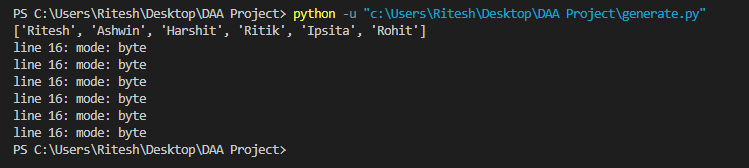 PS C:\Users\Ritesh\Desktop\DAA Project> python -u "c:\Users\Ritesh\Desktop\DAA Project\generate.py"
['Ritesh', 'Ashwin', 'Harshit', 'Ritik', 'Ipsita', 'Rohit']
line 16: mode: byte
line 16: mode: byte
line 16: mode: byte
line 16: mode: byte
line 16: mode: byte
line 16: mode: byte
PS C:\Users\Ritesh\Desktop\DAA Project>